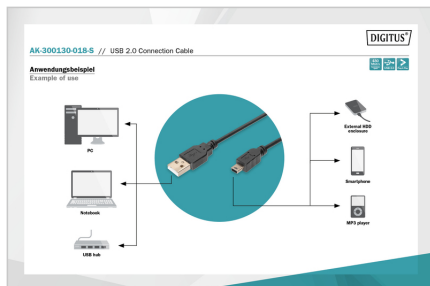 DIGITUS®
AK-300130-018-S // USB 2.0 Connection Cable
Anwendungsbeispiel
Example of use
PC
Notebook
USB hub
External HDD
enclosure
Smartphone
MP3 player